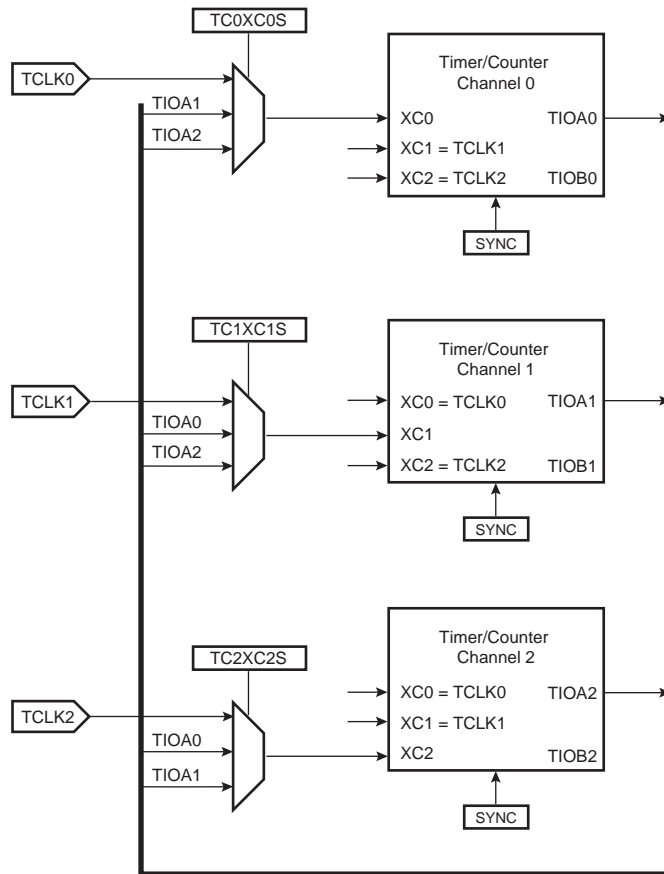 TC0XC0S
TCLK0
TIOA1
TIOA2
Timer/Counter
Channel 0
XC0
TIOA0
XC1 = TCLK1
XC2 = TCLK2
TIOB0
SYNC
TC1XC1S
TCLK1
TIOA0
TIOA2
Timer/Counter
Channel 1
XC0 = TCLK0
TIOA1
XC1
XC2 = TCLK2
TIOB1
SYNC
TC2XC2S
TCLK2
TIOA0
TIOA1
Timer/Counter
Channel 2
XC0 = TCLK0
TIOA2
XC1 = TCLK1
XC2
TIOB2
SYNC